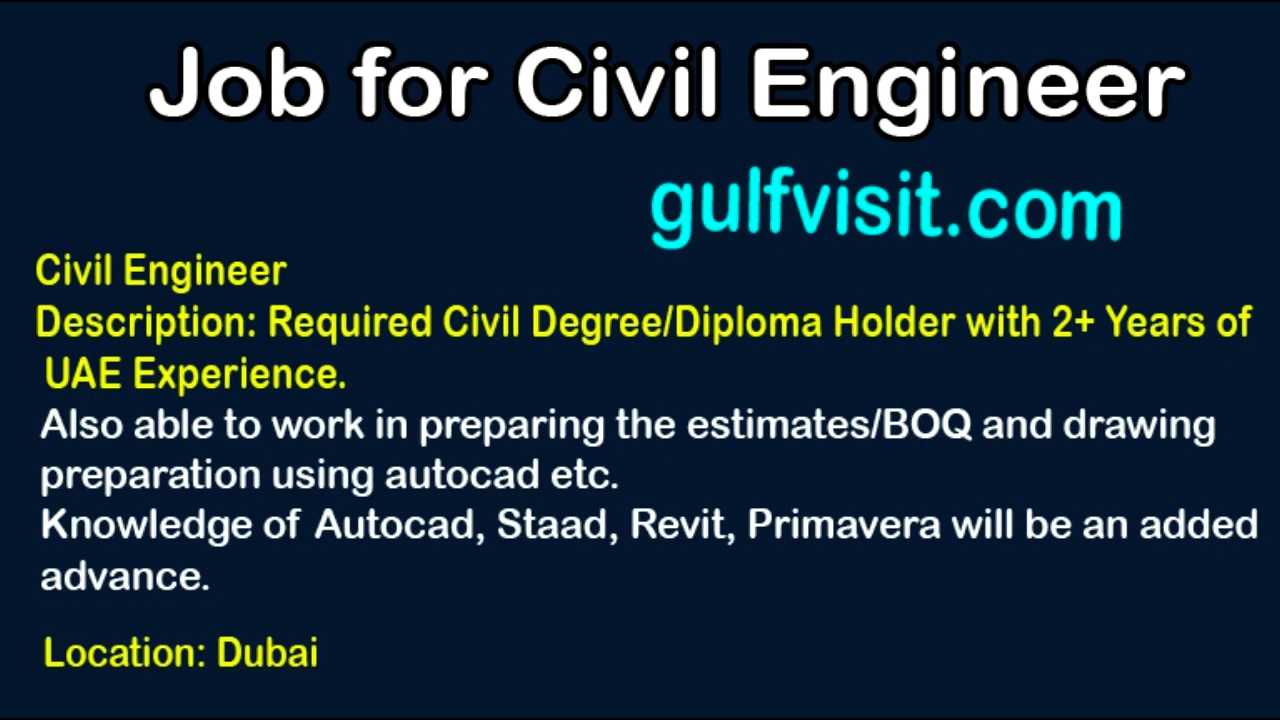 Job for Civil Engineer
gulfvisit.com
Civil Engineer
Description: Required Civil Degree/Diploma Holder with 2+ Years of
UAE Experience.
Also able to work in preparing the estimates/BOQ and drawing
preparation using autocad etc.
Knowledge of Autocad, Staad, Revit, Primavera will be an added
advance.
Location: Dubai